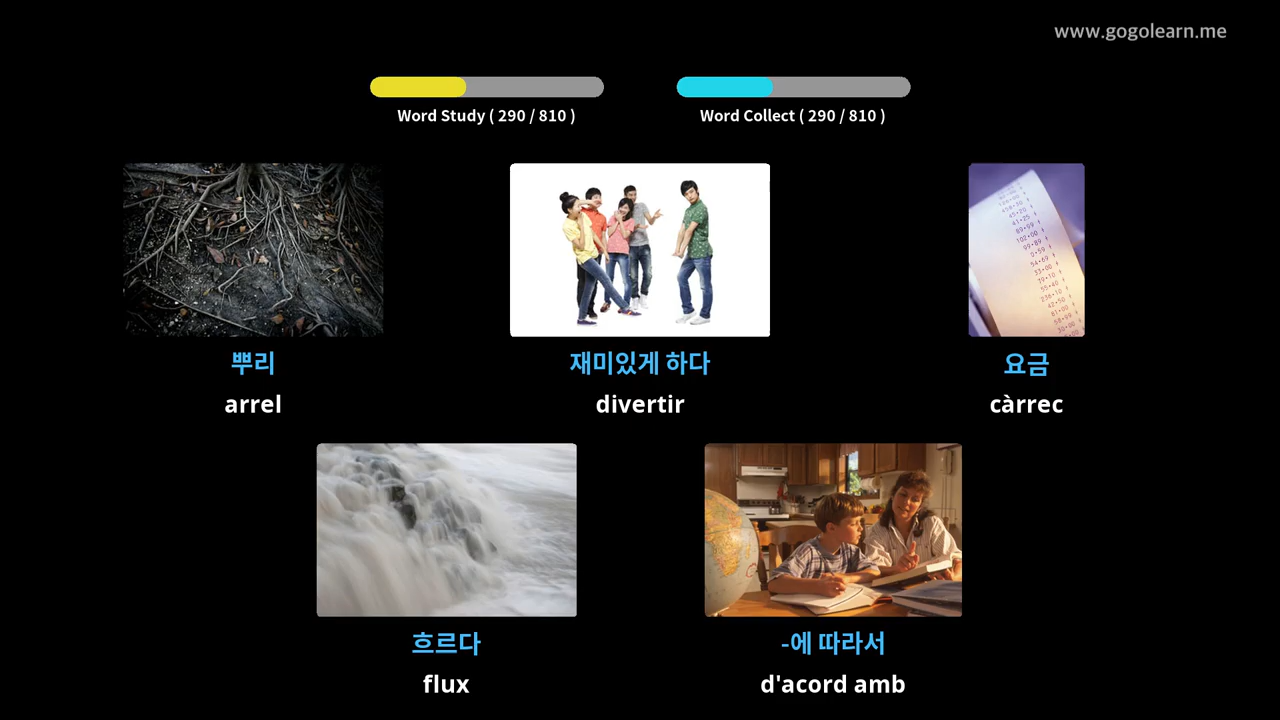 www.gogolearn.me
Word Study ( 290 / 810 )
Word Collect ( 290 / 810 )
뿌리
arrel
재미있게 하다
divertir
요금
càrrec
흐르다
flux
-에 따라서
d'acord amb